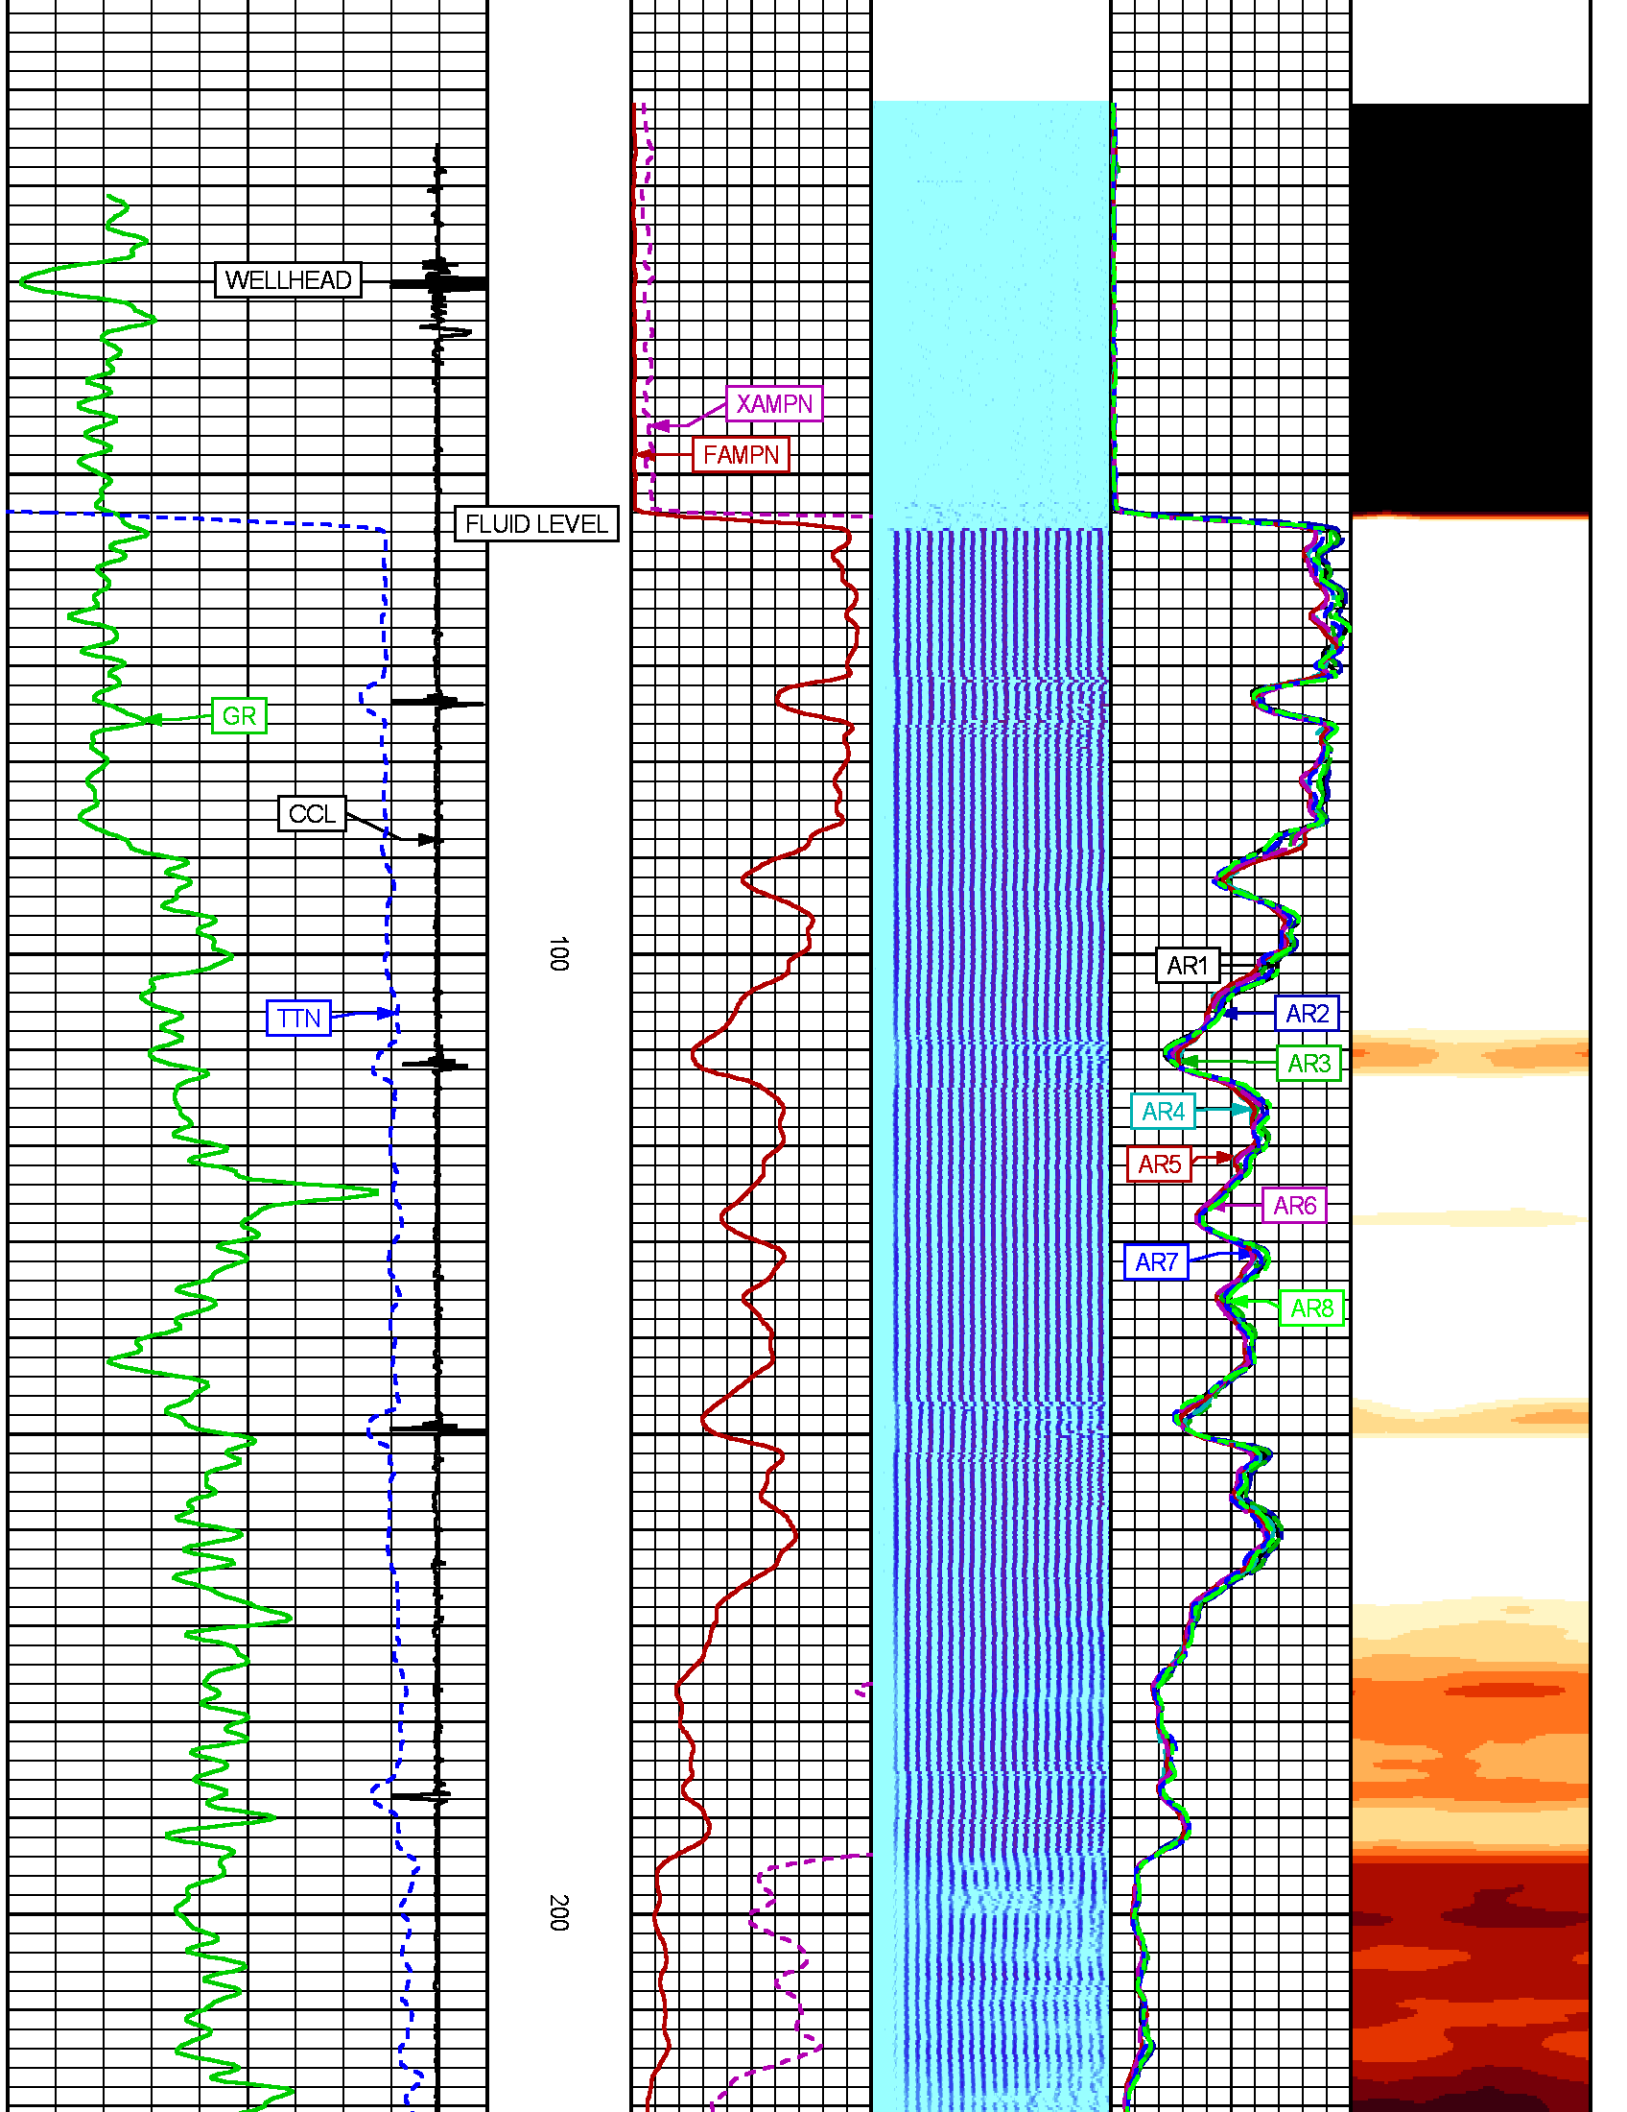 WELLHEAD
XAMPN
FAMPN
FLUID LEVEL
GR
CCL
100
AR1
TTN
AR2
AR3
AR4
AR5
AR6
AR7
AR8
200